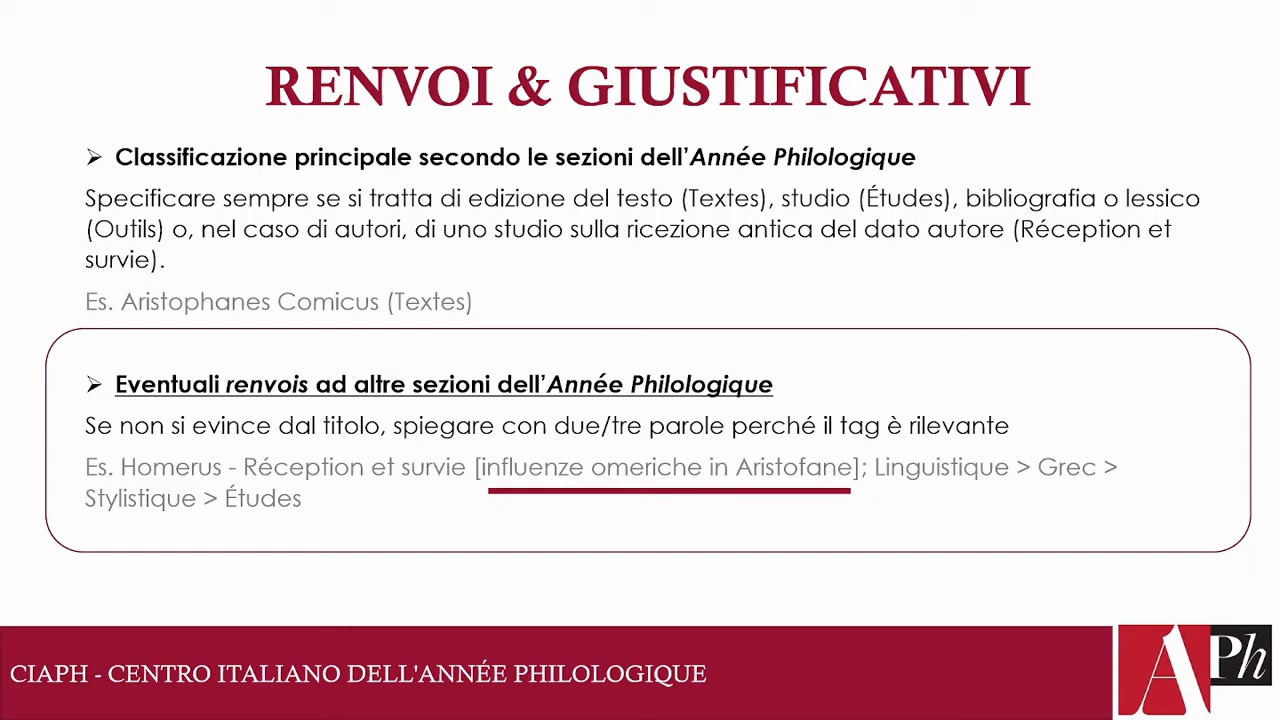 RENVOI & GIUSTIFICATIVI
➢ Classificazione principale secondo le sezioni dell’Année Philologique
Specificare sempre se si tratta di edizione del testo (Textes), studio (Études), bibliografia o lessico
(Outils) o, nel caso di autori, di uno studio sulla ricezione antica del dato autore (Réception et
survie).
Es. Aristophanes Comicus (Textes)
➢ Eventuali renvois ad altre sezioni dell’Année Philologique
Se non si evince dal titolo, spiegare con due/tre parole perché il tag è rilevante
Es. Homerus - Réception et survie [influenze omeriche in Aristofane]; Linguistique > Grec >
Stylistique > Études
CIAPH - CENTRO ITALIANO DELL'ANNÉE PHILOLOGIQUE
APh